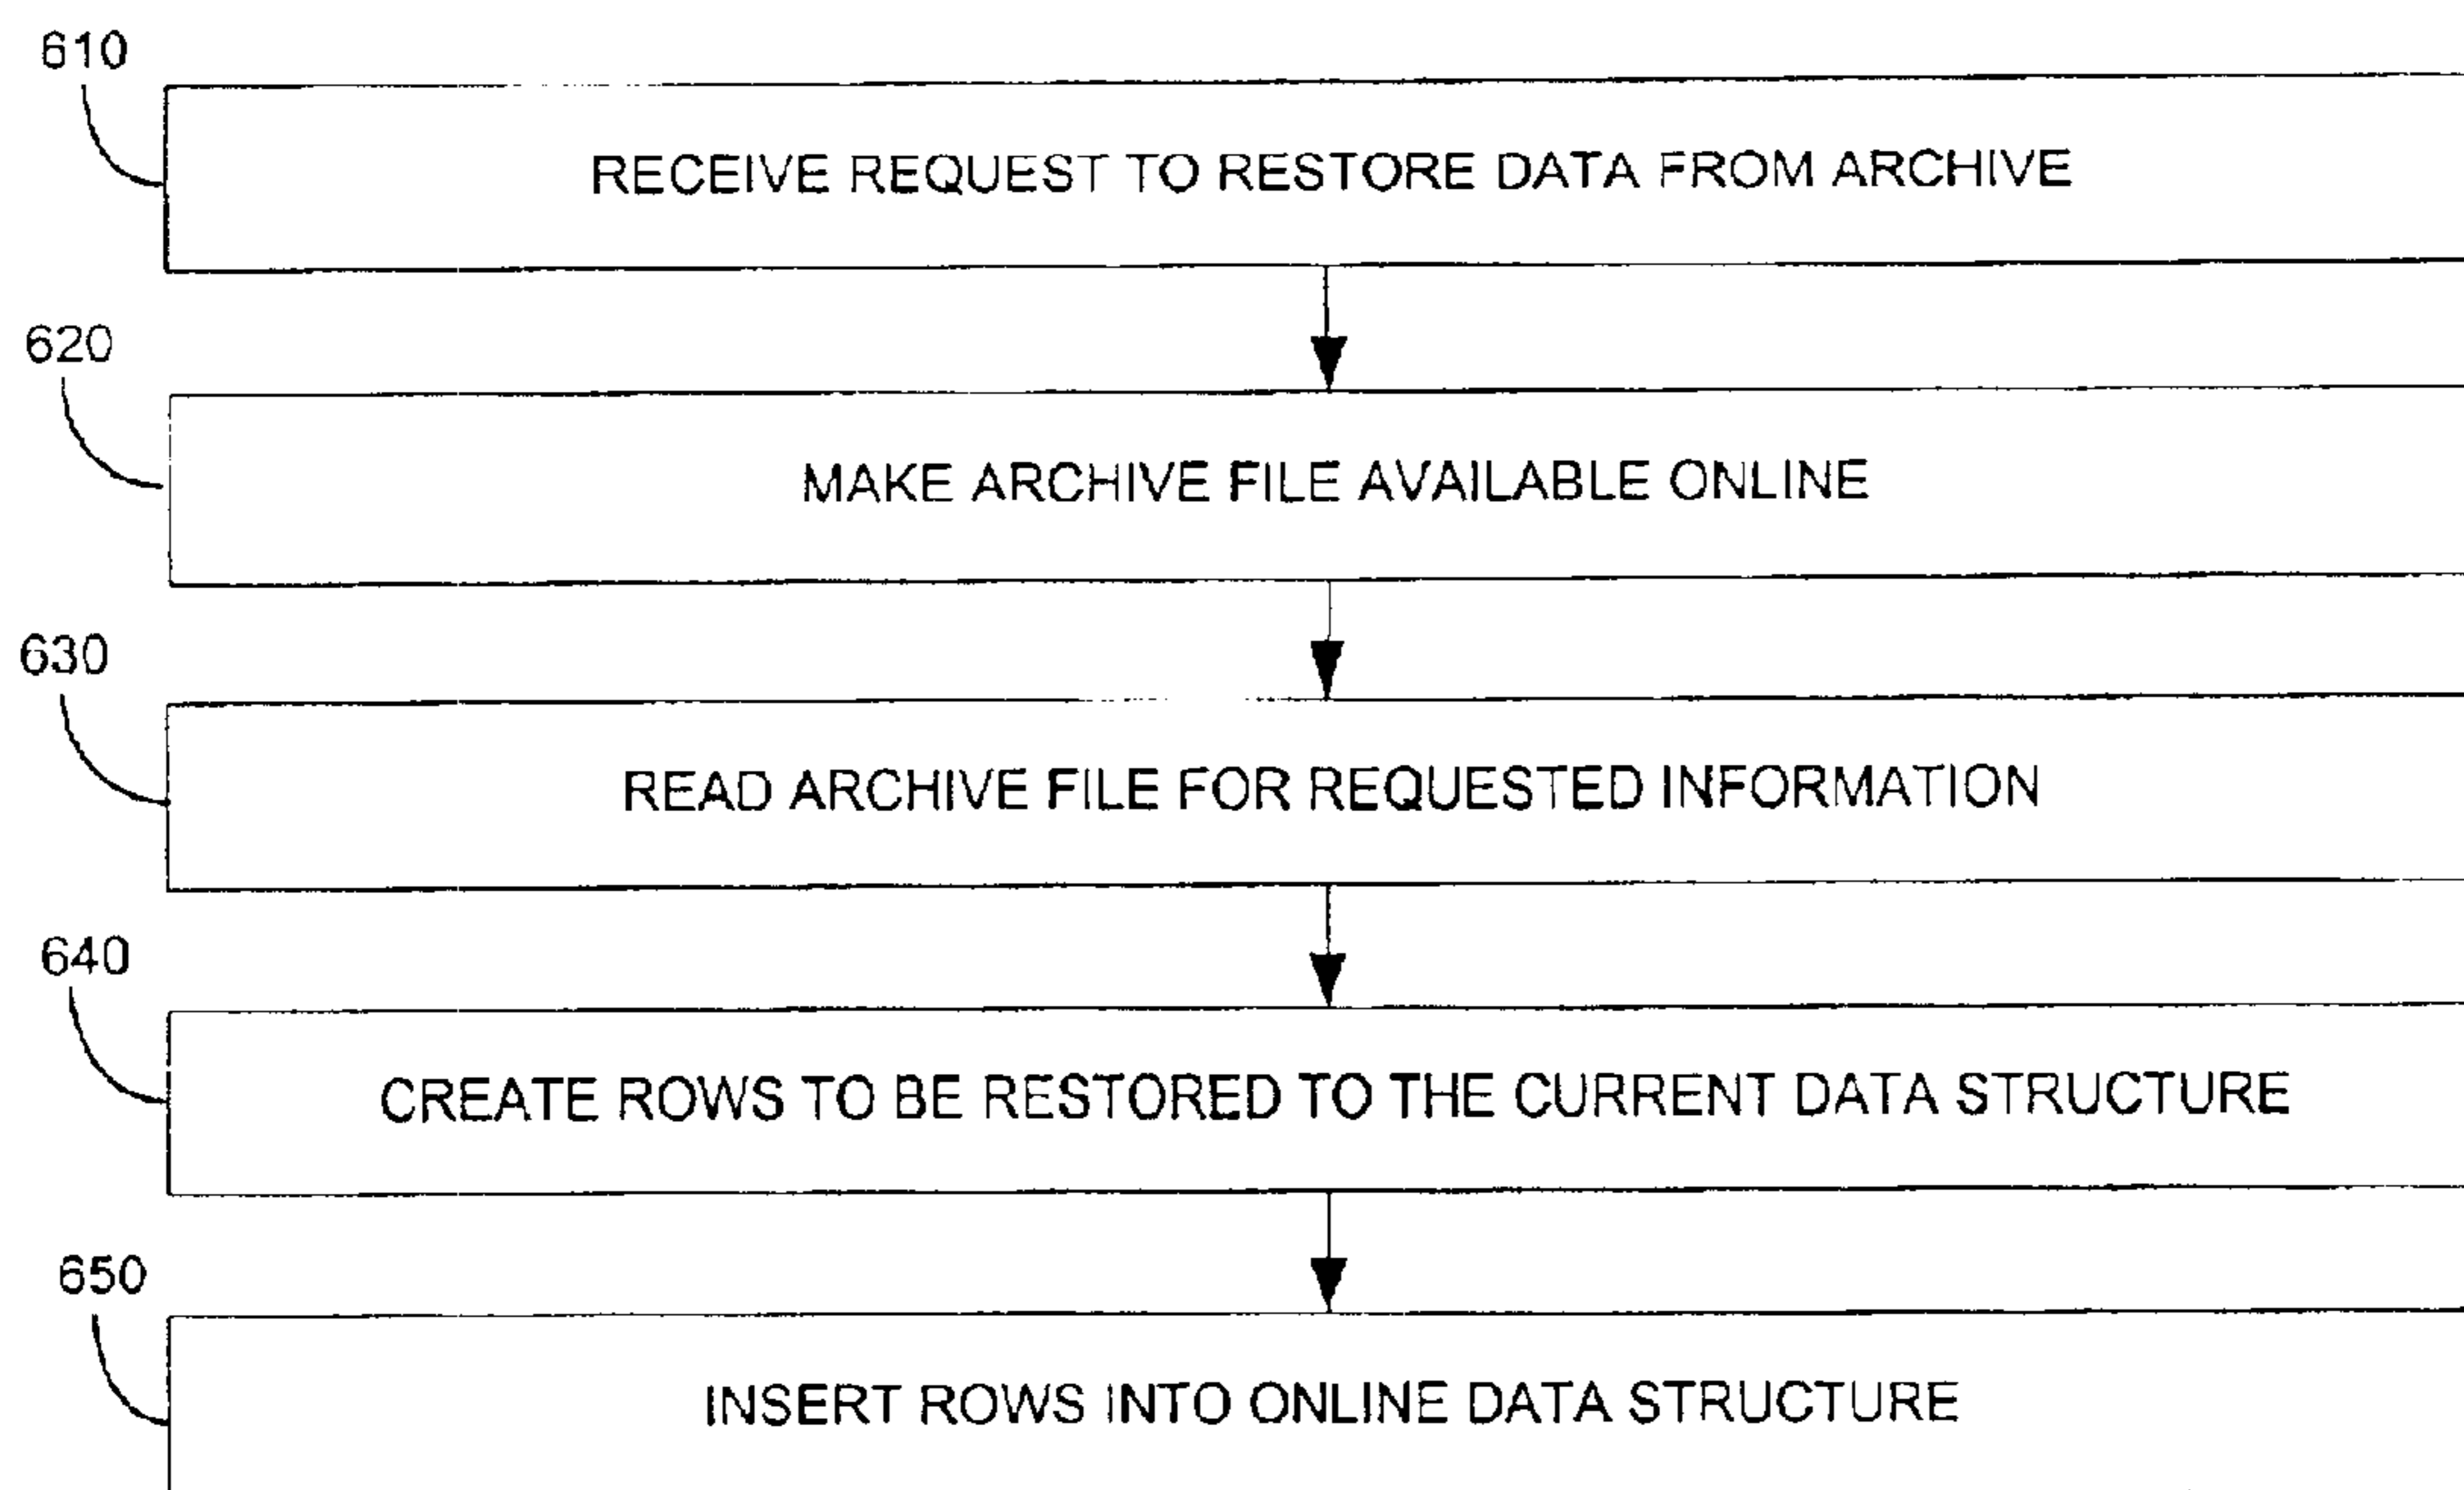 610
RECEIVE REQUEST TO RESTORE DATA FROM ARCHIVE
620
MAKE ARCHIVE FILE AVAILABLE ONLINE
630
READ ARCHIVE FILE FOR REQUESTED INFORMATION
640
CREATE ROWS TO BE RESTORED TO THE CURRENT DATA STRUCTURE
650
INSERT ROWS INTO ONLINE DATA STRUCTURE